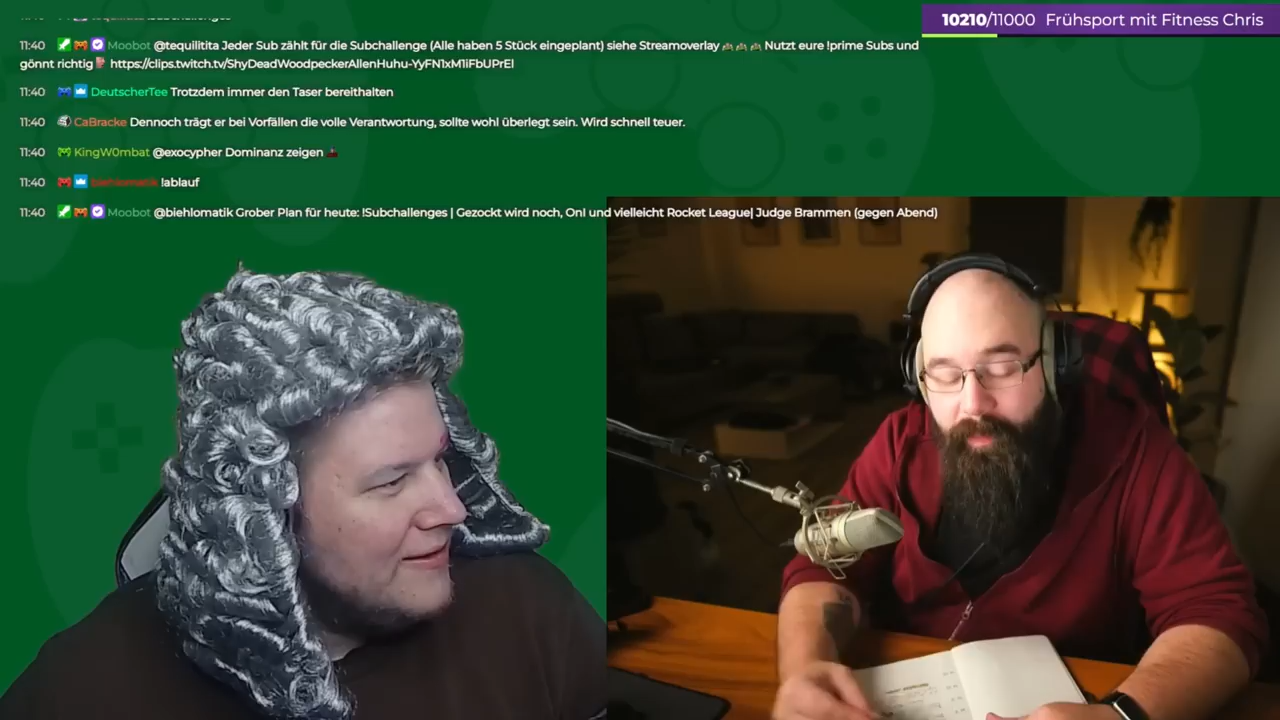 10210/11000 Frühsport mit Fitness Chris
11:40 Moobot @tequilitita Jeder Sub zählt für die Subchallenge (Alle haben 5 Stück eingeplant) siehe Streamoverlay Nutzt eure !prime Subs und
gönnt richtig https://clips.twitch.tv/ShyDeadWoodpeckerAllenHuhu-YyFN1xM1iFbUPrEl
11:40 DeutscherTee Trotzdem immer den Taser bereithalten
11:40 CaBracke Dennoch trägt er bei Vorfällen die volle Verantwortung, sollte wohl überlegt sein. Wird schnell teuer.
11:40 KingW0mbat @exocypher Dominanz zeigen
11:40 biehlomatik !ablauf
11:40 Moobot @biehlomatik Grober Plan für heute: !Subchallenges | Gezockt wird noch, OnI und vielleicht Rocket League| Judge Brammen (gegen Abend)